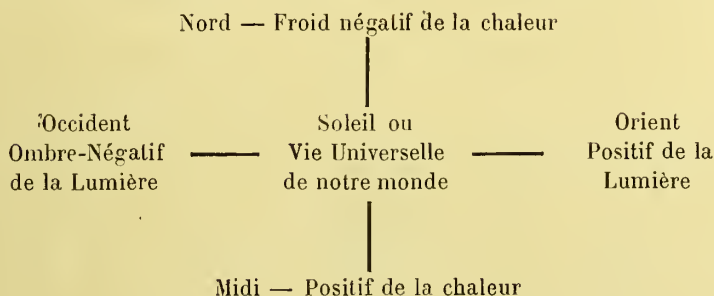 Nord — Froid négatif de la chaleur
Occident
Ombre-Négatif
de la Lumière
Soleil ou
Vie Universelle
de notre monde
Orient
Positif de la
Lumière
Midi — Positif de la chaleur